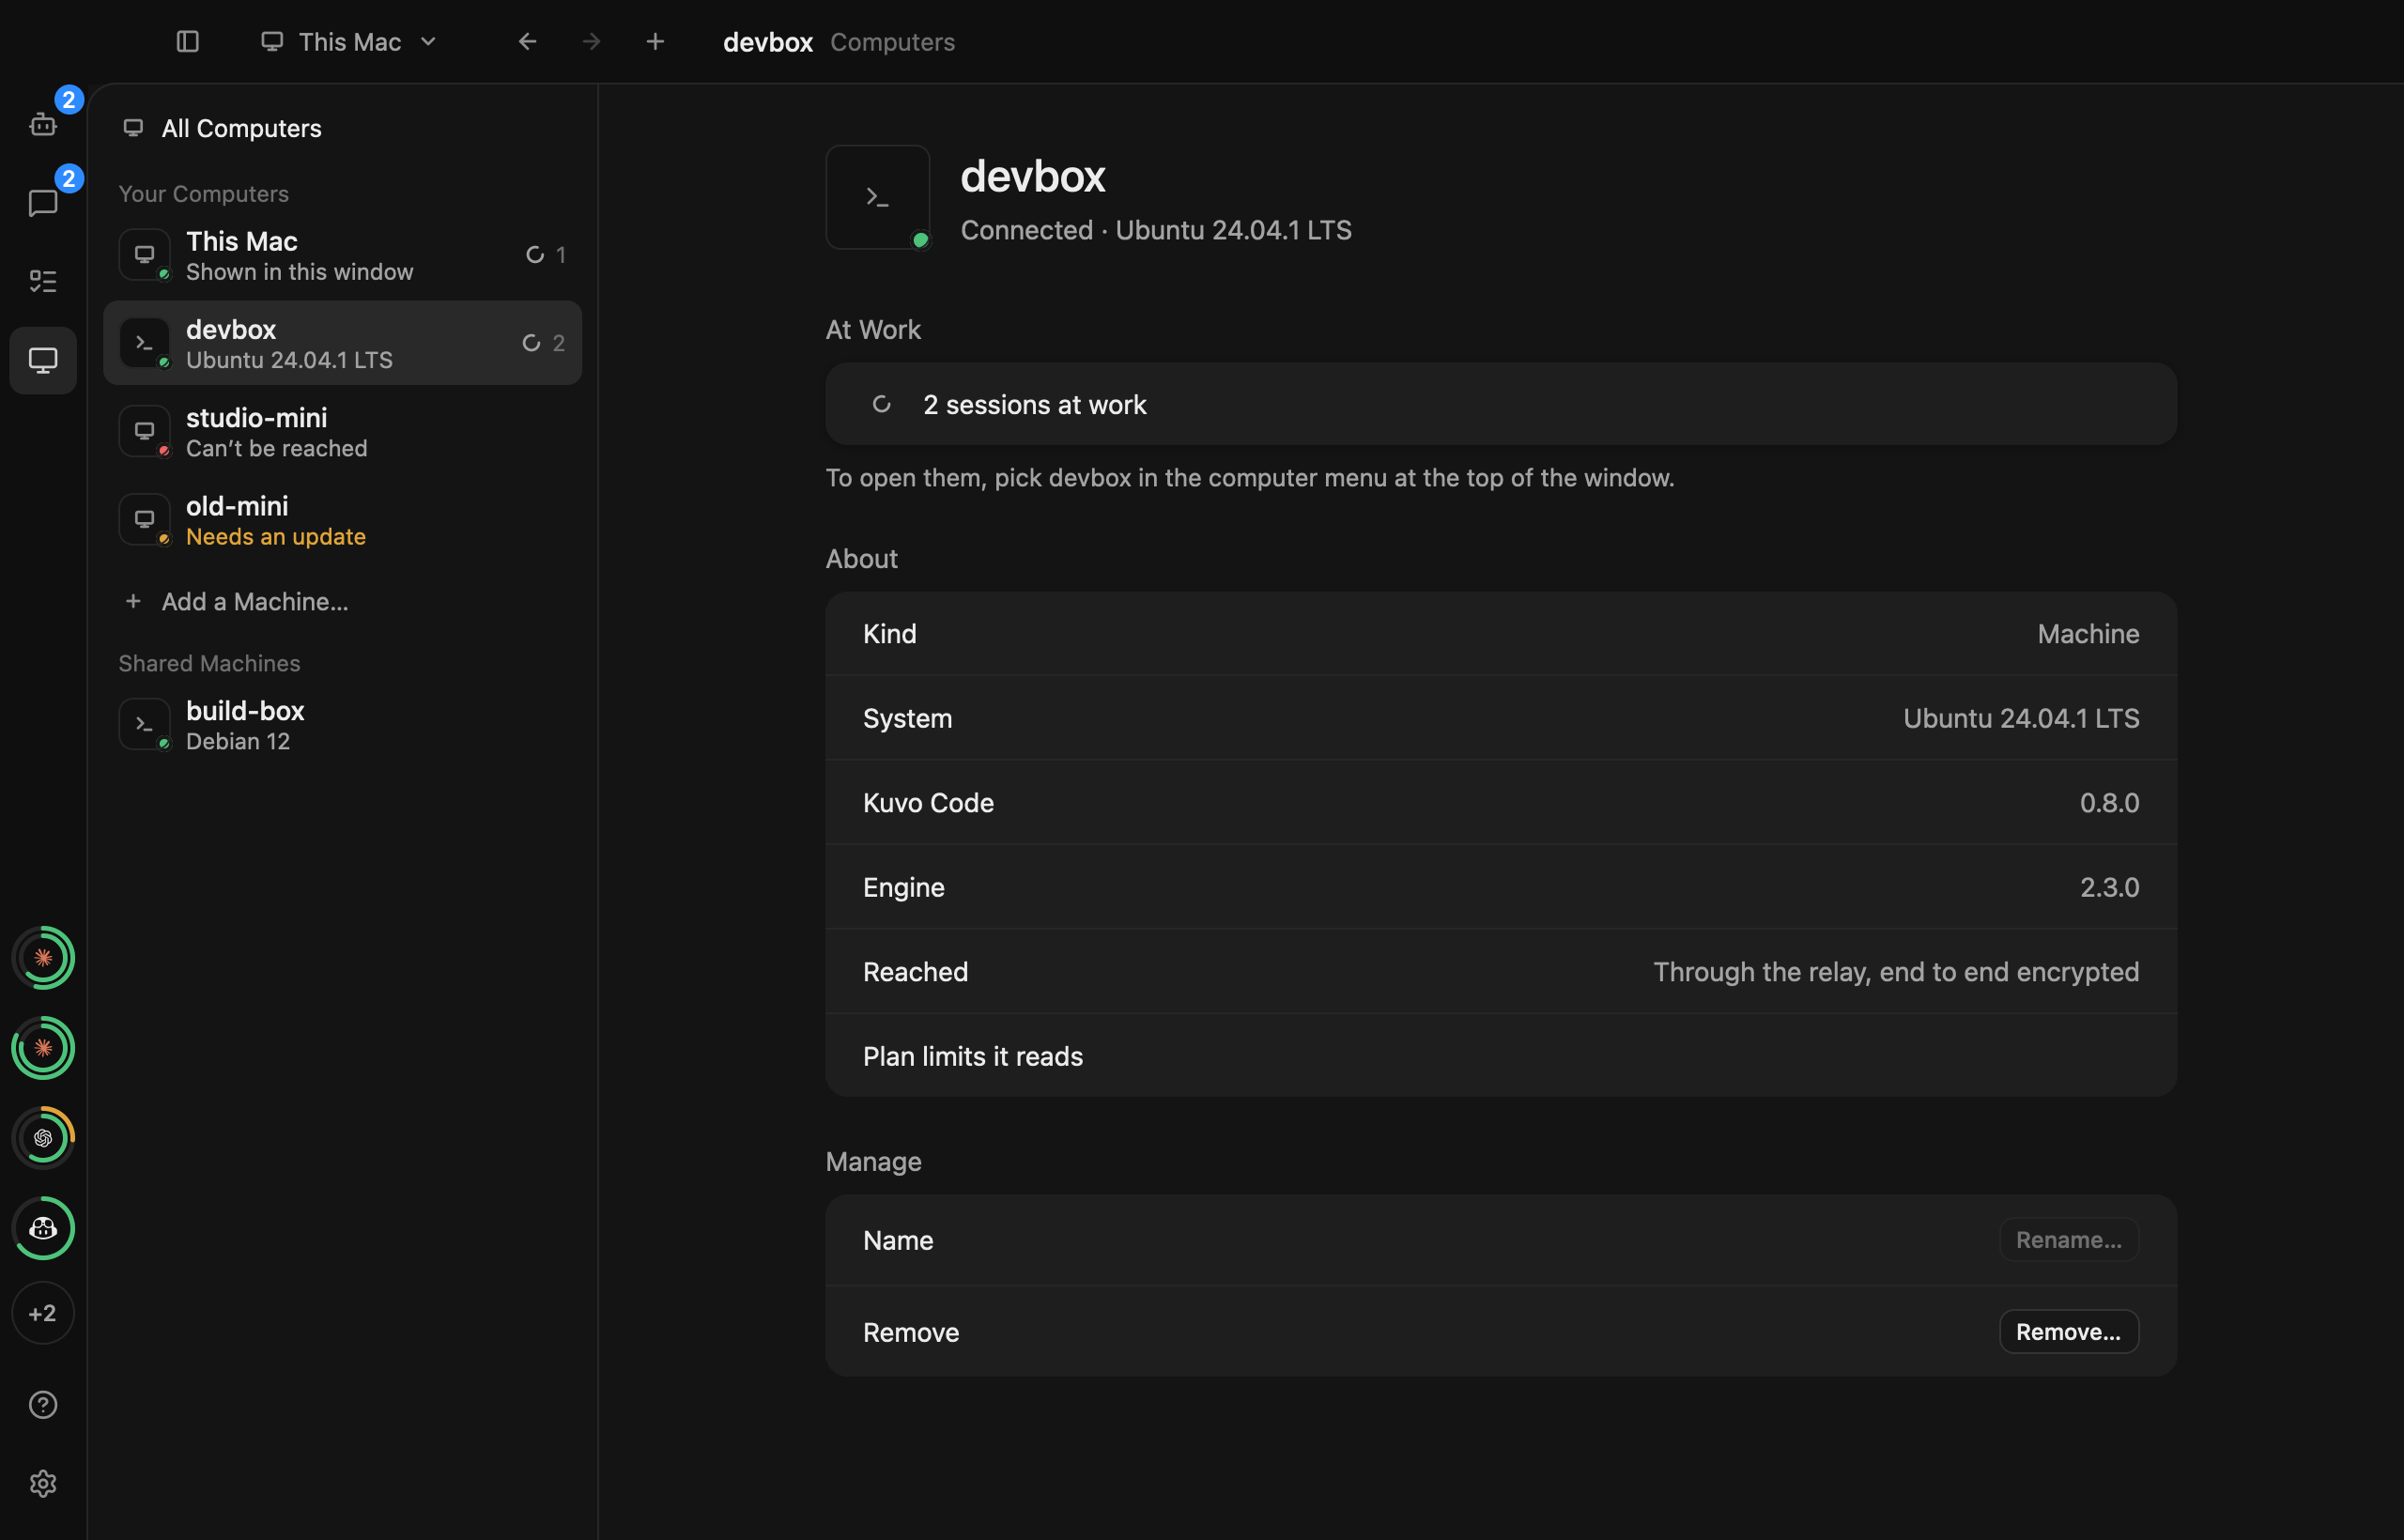 This Mac
devbox Computers
2
2
All Computers
Your Computers
This Mac
Shown in this window
1
devbox
Ubuntu 24.04.1 LTS
2
studio-mini
Can’t be reached
old-mini
Needs an update
+ Add a Machine...
Shared Machines
build-box
Debian 12
+2
devbox
Connected · Ubuntu 24.04.1 LTS
At Work
2 sessions at work
To open them, pick devbox in the computer menu at the top of the window.
About
Kind Machine
System Ubuntu 24.04.1 LTS
Kuvo Code 0.8.0
Engine 2.3.0
Reached Through the relay, end to end encrypted
Plan limits it reads
Manage
Name Rename...
Remove Remove...